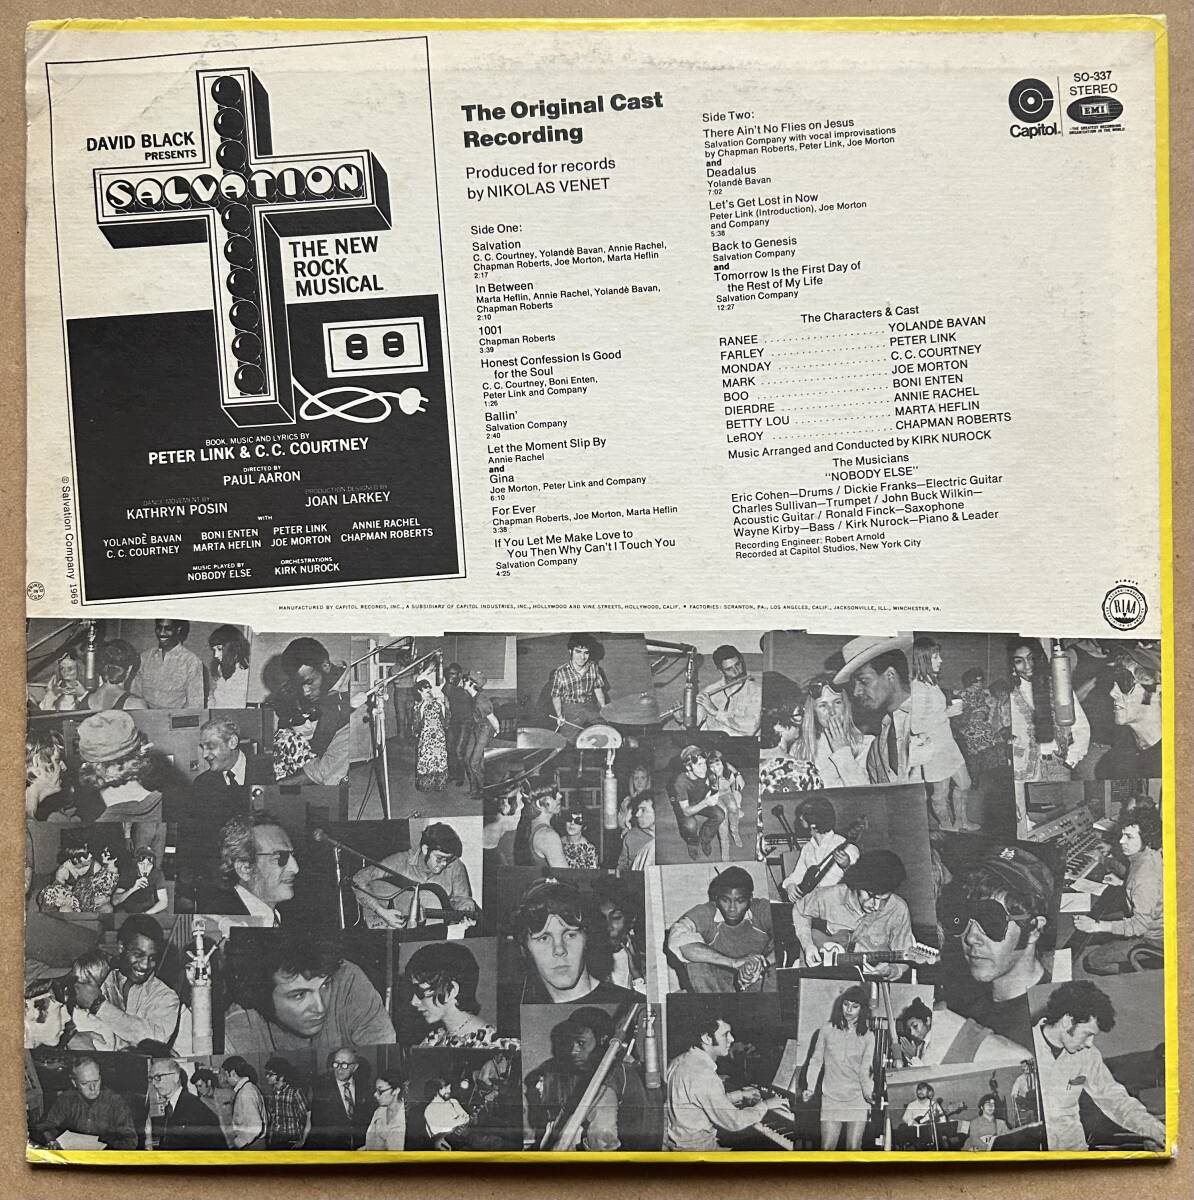 DAVID BLACK
PRESENTS
SALVATION
THE NEW
ROCK
MUSICAL
BOOK, MUSIC AND LYRICS BY
PETER LINK & C. C. COURTNEY
DIRECTED BY
PAUL AARON
DANCE MOVEMENT BY
KATHRYN POSIN
PRODUCTION DESIGNED BY
JOAN LARKEY
WITH
YOLANDÈ BAVAN
C. C. COURTNEY
BONI ENTEN
MARTA HEFLIN
PETER LINK
JOE MORTON
ANNIE RACHEL
CHAPMAN ROBERTS
MUSIC PLAYED BY
NOBODY ELSE
ORCHESTRATIONS
KIRK NUROCK
© Salvation Company 1969
The Original Cast
Recording
Produced for records
by NIKOLAS VENET
Side One:
Salvation
C. C. Courtney, Yolandè Bavan, Annie Rachel,
Chapman Roberts, Joe Morton, Marta Heflin
2:17
In Between
Marta Heflin, Annie Rachel, Yolandè Bavan,
Chapman Roberts
2:10
1001
Chapman Roberts
3:39
Honest Confession Is Good
for the Soul
C. C. Courtney, Boni Enten,
Peter Link and Company
1:26
Ballin'
Salvation Company
2:40
Let the Moment Slip By
Annie Rachel
and
Gina
Joe Morton, Peter Link and Company
6:10
For Ever
Chapman Roberts, Joe Morton, Marta Heflin
3:38
If You Let Me Make Love to
You Then Why Can't I Touch You
Salvation Company
4:25
Side Two:
There Ain't No Flies on Jesus
Salvation Company with vocal improvisations
by Chapman Roberts, Peter Link, Joe Morton
and
Deadalus
Yolandè Bavan
7:02
Let's Get Lost in Now
Peter Link (Introduction), Joe Morton
and Company
5:38
Back to Genesis
Salvation Company
and
Tomorrow Is the First Day of
the Rest of My Life
Salvation Company
12:27
The Characters & Cast
RANEE .................... YOLANDÈ BAVAN
FARLEY .................... PETER LINK
MONDAY .................... C. C. COURTNEY
MARK .................... JOE MORTON
BOO .................... BONI ENTEN
DIERDRE .................... ANNIE RACHEL
BETTY LOU .................... MARTA HEFLIN
LeROY .................... CHAPMAN ROBERTS
Music Arranged and Conducted by KIRK NUROCK
The Musicians
"NOBODY ELSE"
Eric Cohen—Drums / Dickie Franks—Electric Guitar
Charles Sullivan—Trumpet / John Buck Wilkin—
Acoustic Guitar / Ronald Finck—Saxophone
Wayne Kirby—Bass / Kirk Nurock—Piano & Leader
Recording Engineer: Robert Arnold
Recorded at Capitol Studios, New York City
Capitol®
SO-337
STEREO
EMI
THE GREATEST RECORDING
ORGANISATION IN THE WORLD
PRINTED IN U.S.A.
MANUFACTURED BY CAPITOL RECORDS, INC., A SUBSIDIARY OF CAPITOL INDUSTRIES, INC., HOLLYWOOD AND VINE STREETS, HOLLYWOOD, CALIF. • FACTORIES: SCRANTON, PA., LOS ANGELES, CALIF., JACKSONVILLE, ILL., WINCHESTER, VA.
MEMBER
RIAA